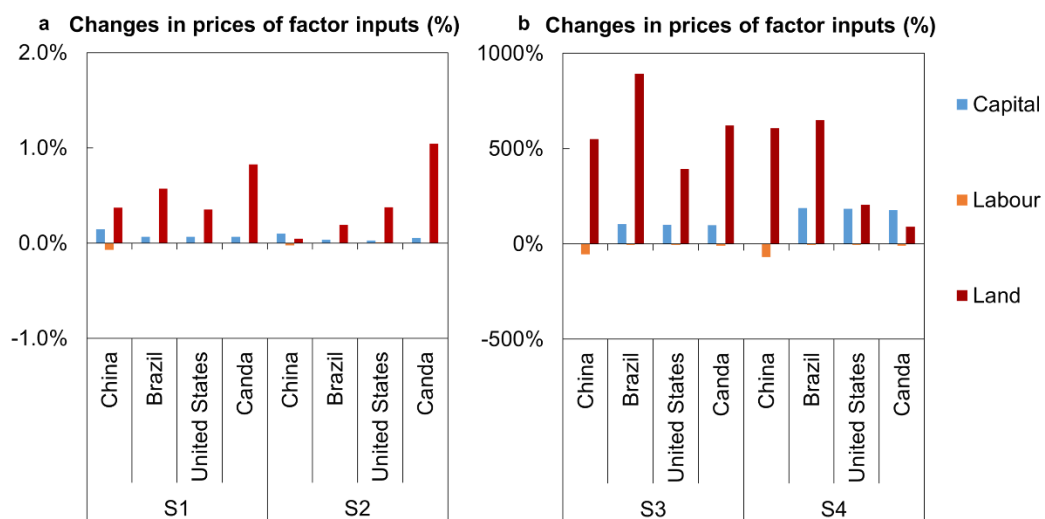 a Changes in prices of factor inputs (%)
2.0%
1.0%
0.0%
-1.0%
China
Brazil
United States
Canda
China
Brazil
United States
Canda
S1
S2
b Changes in prices of factor inputs (%)
1000%
500%
0%
-500%
China
Brazil
United States
Canda
China
Brazil
United States
Canda
S3
S4
Capital
Labour
Land